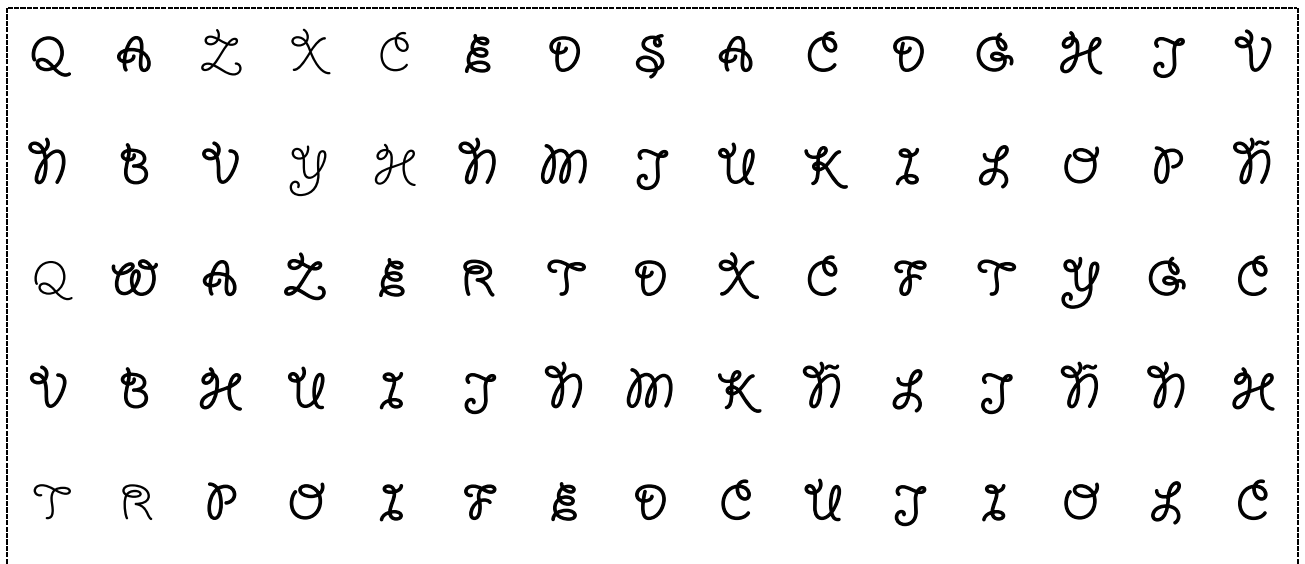 Q A Z X C E D S A C D G H J V
N B V Y H N M J U K I L O P Ñ
Q W A Z E R T D X C F T Y G C
V B H U I J N M K Ñ L J Ñ N H
T R P O I F E D C U J I O L C